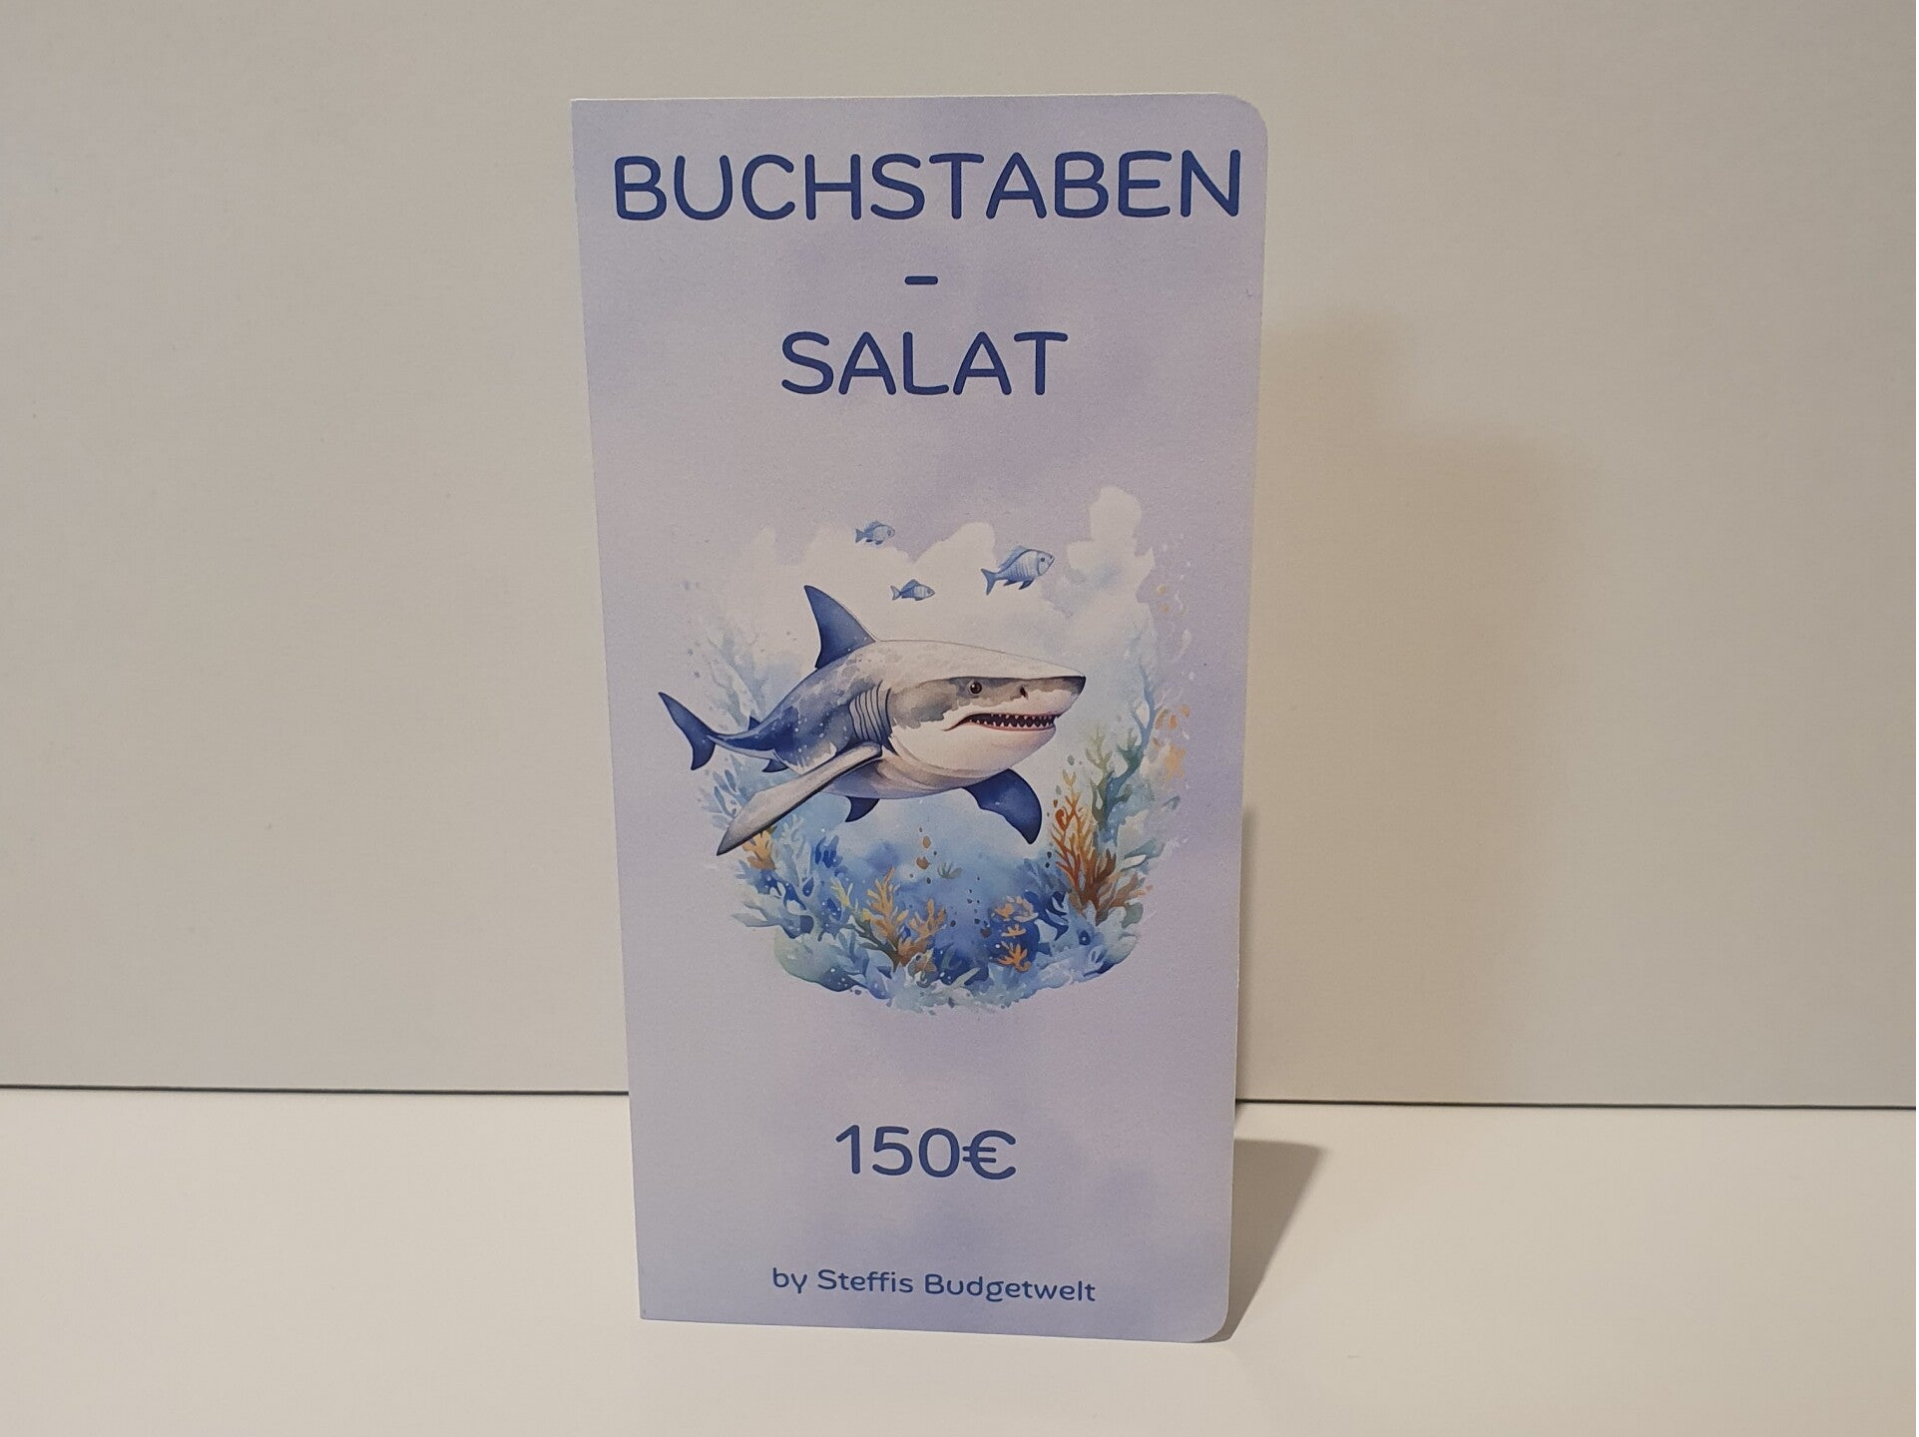 BUCHSTABEN
-
SALAT
150€
by Steffis Budgetwelt